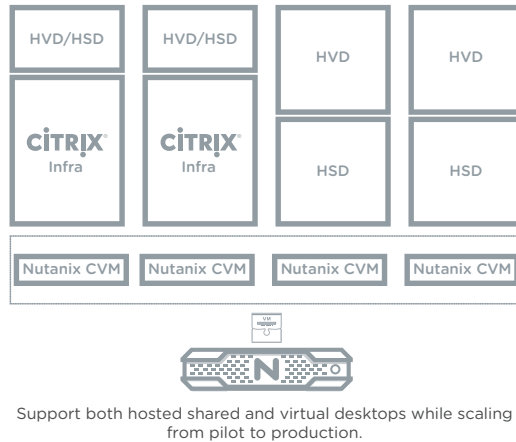 HVD/HSD
HVD/HSD
HVD
HVD
CITRIX®
Infra
CITRIX®
Infra
HSD
HSD
Nutanix CVM
Nutanix CVM
Nutanix CVM
Nutanix CVM
VM
N
Support both hosted shared and virtual desktops while scaling
from pilot to production.